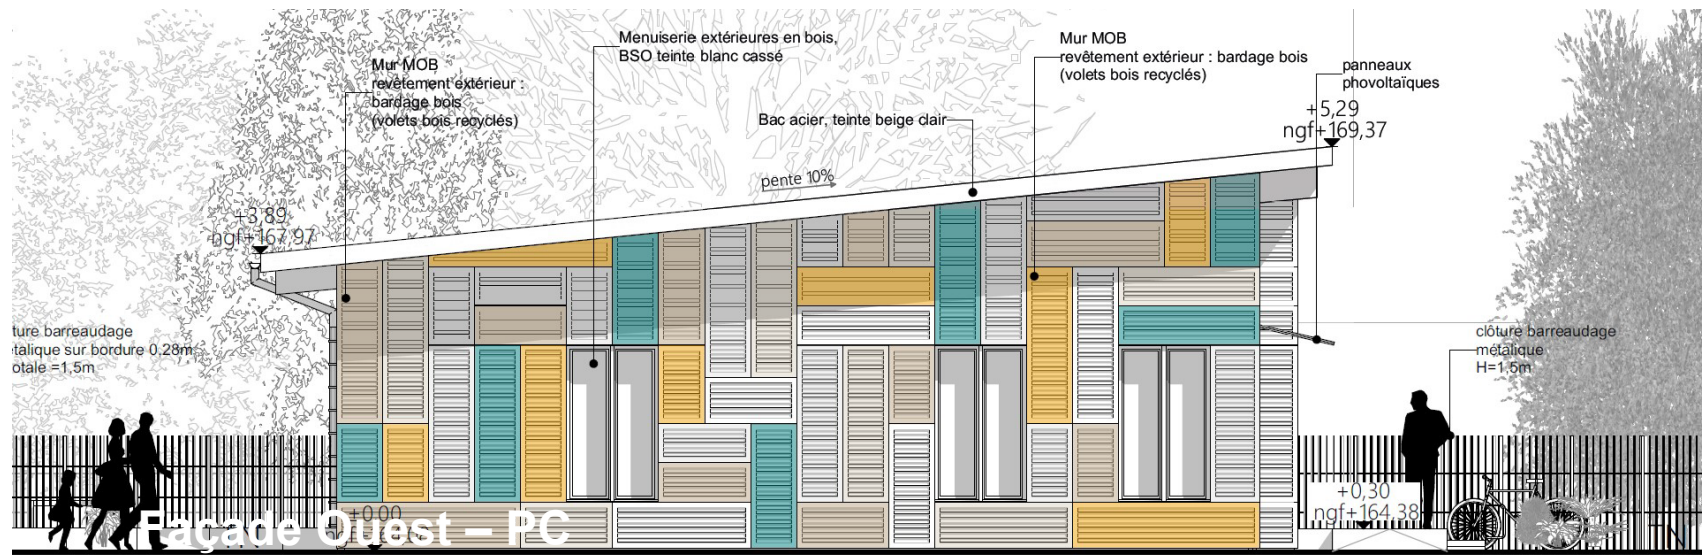 Menuiserie extérieures en bois,
BSO teinte blanc cassé
Mur MOB
revêtement extérieur : bardage bois
(volets bois recyclés)
Mur MOB
revêtement extérieur :
bardage bois
(volets bois recyclés)
panneaux
phovoltaïques
+5,29
ngf+169,37
Bac acier, teinte beige clair
pente 10%
+3,89
ngf+167,97
ture barreaudage
talique sur bordure 0.28m
otale =1,5m
clôture barreaudage
métalique
H=1,5m
+0,30
ngf+164.38
+0.00
Façade Ouest – PC